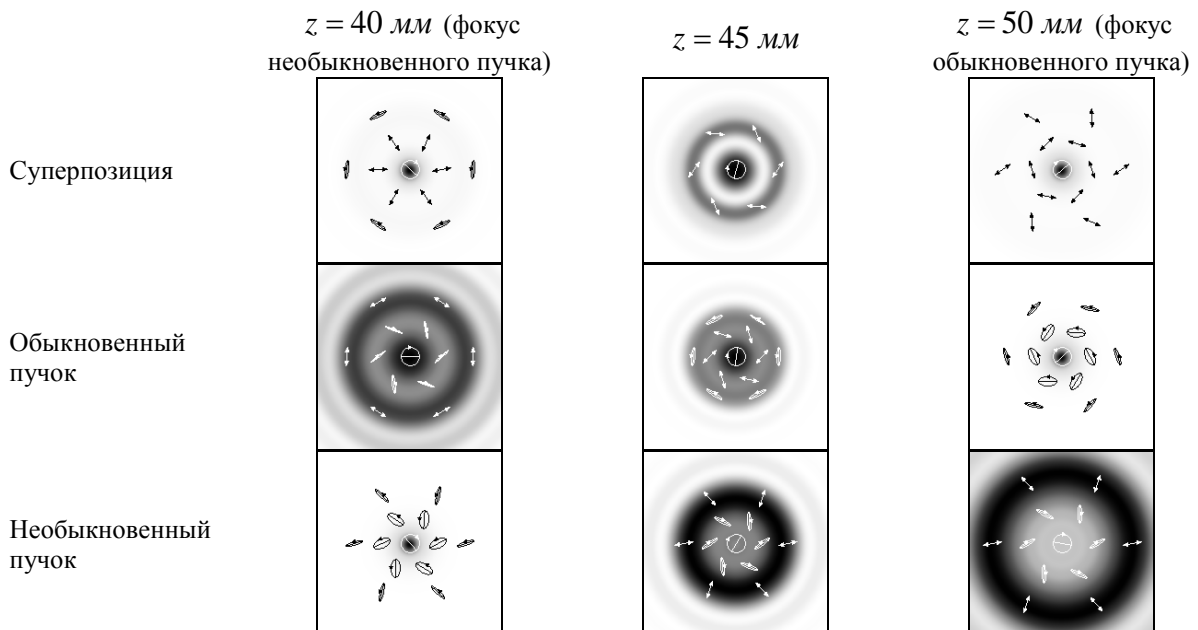 z = 40 мм (фокус
необыкновенного пучка)
z = 45 мм
z = 50 мм (фокус
обыкновенного пучка)
Суперпозиция
Обыкновенный
пучок
Необыкновенный
пучок